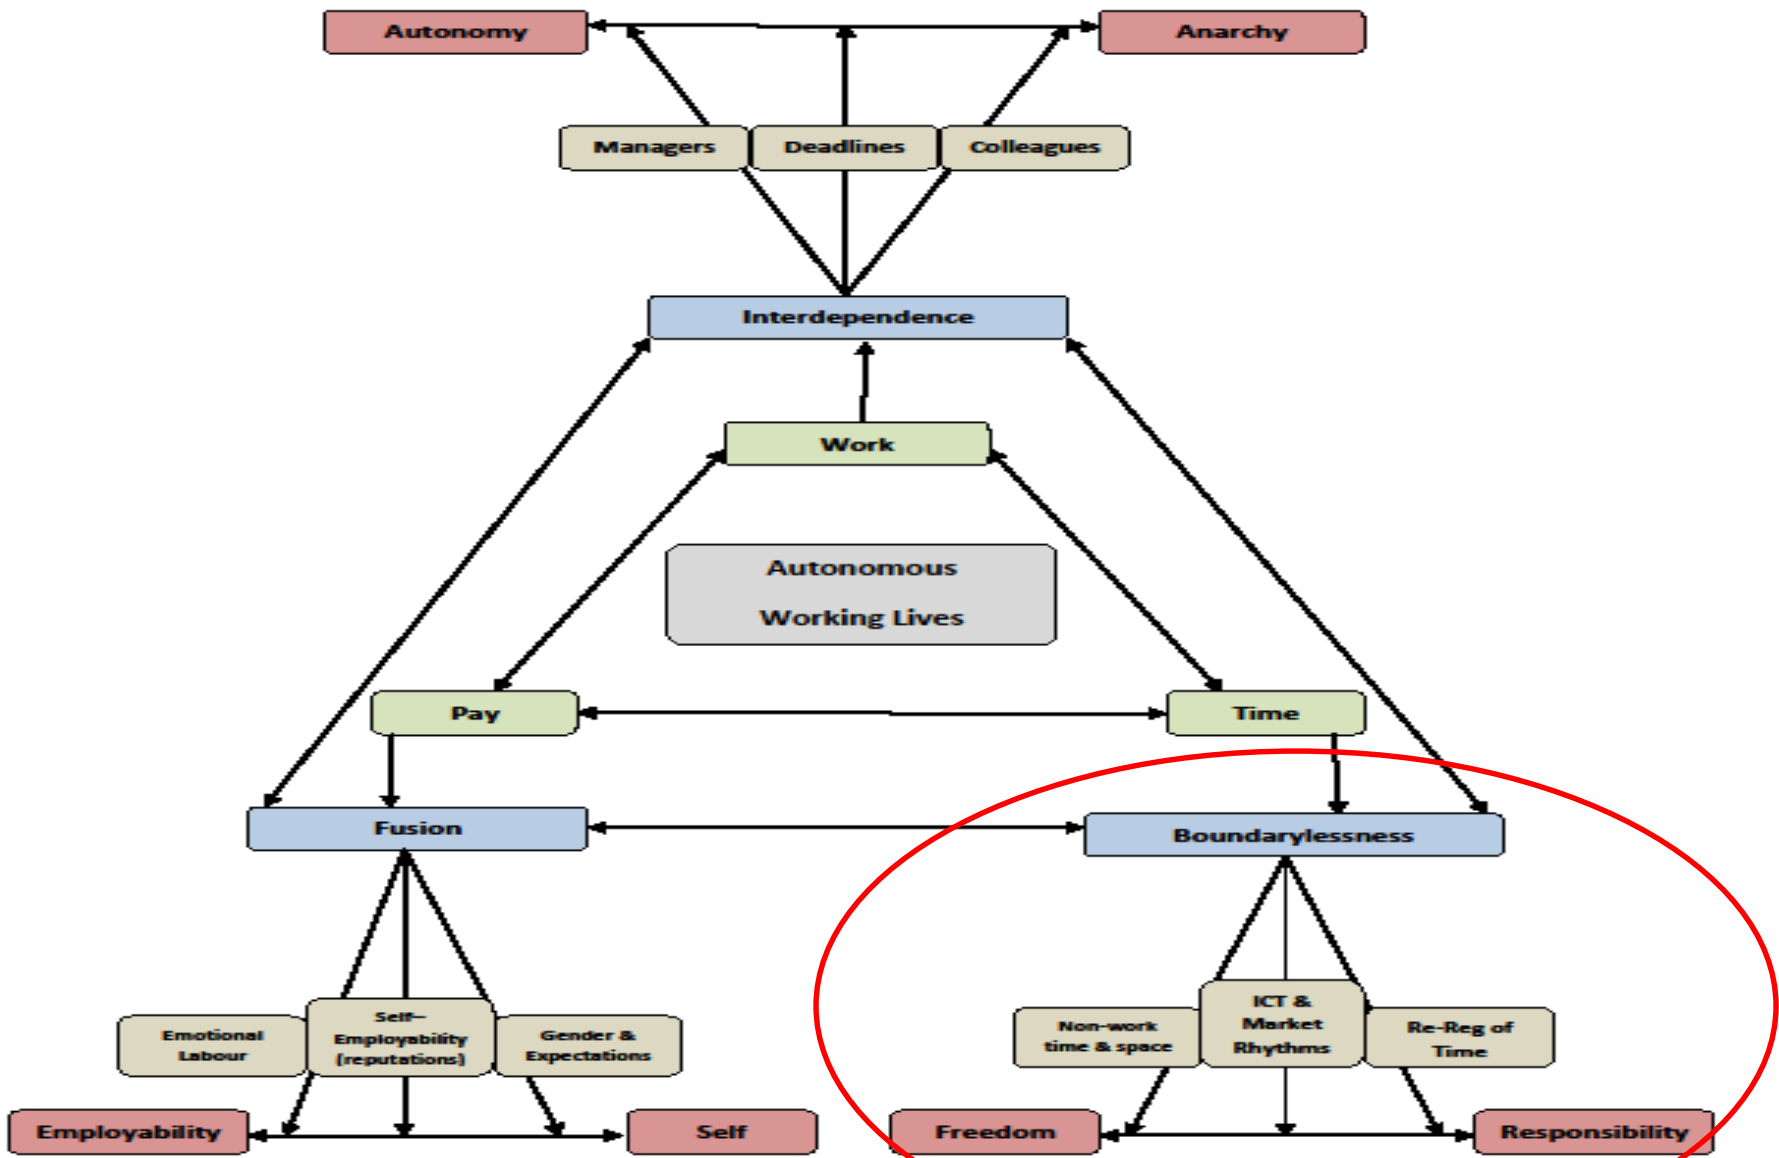 Autonomy
Anarchy
Managers
Deadlines
Colleagues
Interdependence
Work
Autonomous
Working Lives
Pay
Time
Fusion
Boundarylessness
Emotional
Labour
Self–
Employability
(reputations)
Gender &
Expectations
Non-work
time & space
ICT &
Market
Rhythms
Re-Reg of
Time
Employability
Self
Freedom
Responsibility